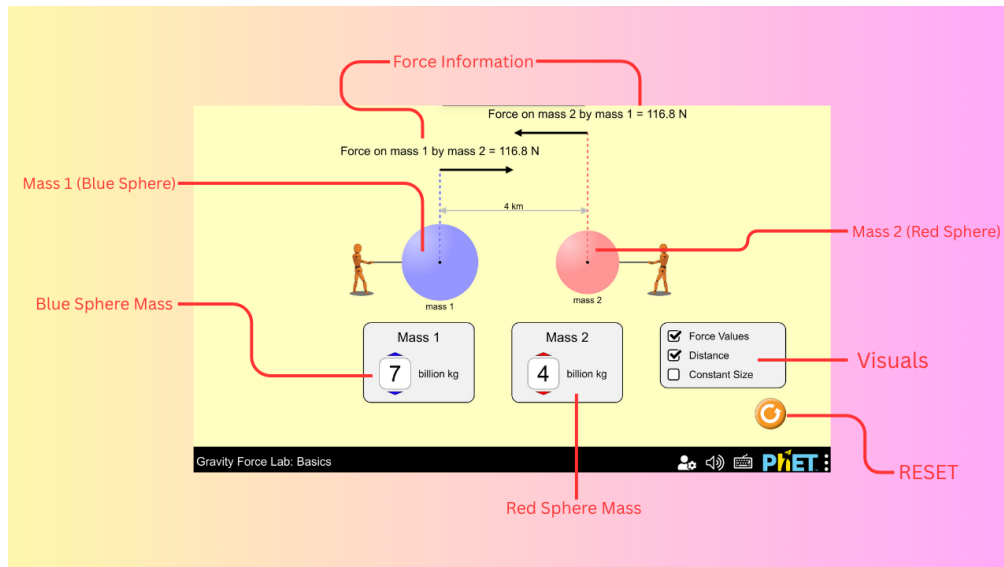 Force Information
Force on mass 2 by mass 1 = 116.8 N
Force on mass 1 by mass 2 = 116.8 N
Mass 1 (Blue Sphere)
4 km
Mass 2 (Red Sphere)
mass 1
mass 2
Blue Sphere Mass
Mass 1
7 billion kg
Mass 2
4 billion kg
Force Values
Distance
Constant Size
Visuals
Gravity Force Lab: Basics
PhET
RESET
Red Sphere Mass